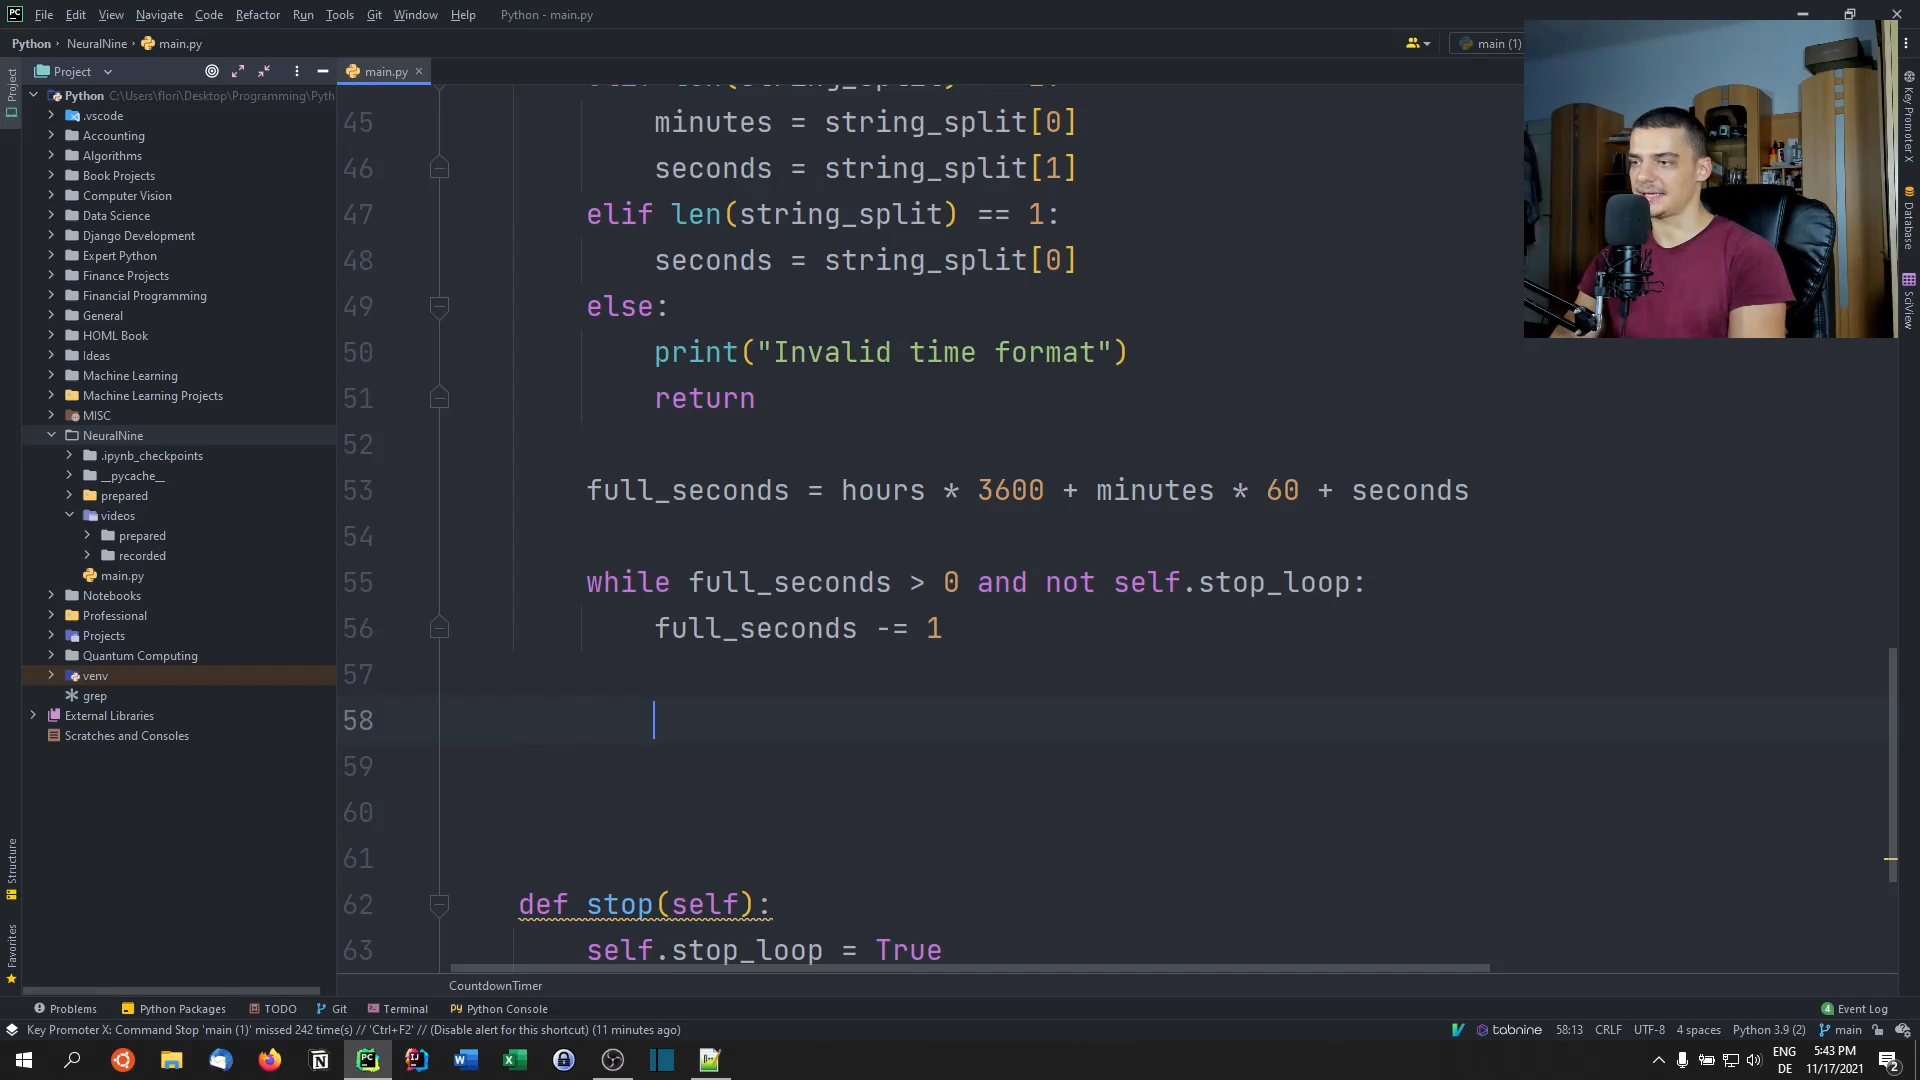 File Edit View Navigate Code Refactor Run Tools Git Window Help Python - main.py
Python NeuralNine main.py
main (1)
Project
main.py
Project
Python C:\Users\flori\Desktop\Programming\Pyth
.vscode
Accounting
Algorithms
Book Projects
Computer Vision
Data Science
Django Development
Expert Python
Finance Projects
Financial Programming
General
HOML Book
Ideas
Machine Learning
Machine Learning Projects
MISC
NeuralNine
.ipynb_checkpoints
__pycache__
prepared
videos
prepared
recorded
main.py
Notebooks
Professional
Projects
Quantum Computing
venv
grep
External Libraries
Scratches and Consoles
Structure
Favorites
45 minutes = string_split[0]
46 seconds = string_split[1]
47 elif len(string_split) == 1:
48 seconds = string_split[0]
49 else:
50 print("Invalid time format")
51 return
52
53 full_seconds = hours * 3600 + minutes * 60 + seconds
54
55 while full_seconds > 0 and not self.stop_loop:
56 full_seconds -= 1
57
58
59
60
61
62 def stop(self):
63 self.stop_loop = True
CountdownTimer
Key Promoter X
Database
SciView
Problems Python Packages TODO Git Terminal Python Console
4 Event Log
Key Promoter X: Command Stop 'main (1)' missed 242 time(s) // 'Ctrl+F2' // (Disable alert for this shortcut) (11 minutes ago)
tabnine 58:13 CRLF UTF-8 4 spaces Python 3.9 (2) main
ENG
DE
5:43 PM
11/17/2021
2